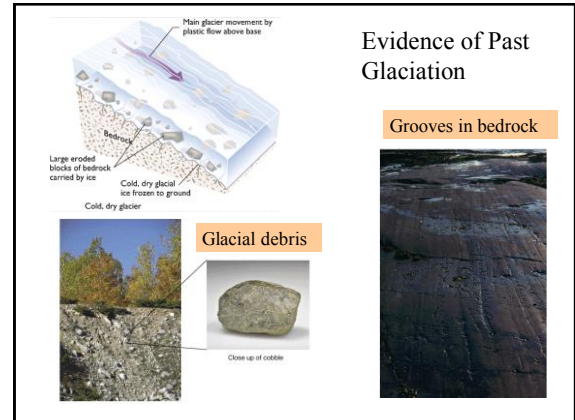 Main glacier movement by
plastic flow above base
Bedrock
Large eroded
blocks of bedrock
carried by ice
Cold, dry glacial
ice frozen to ground
Cold, dry glacier
Evidence of Past
Glaciation
Grooves in bedrock
Glacial debris
Close up of cobble